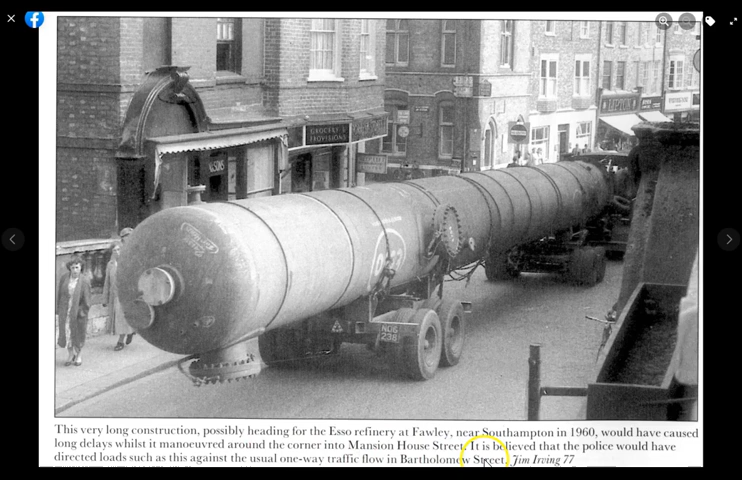 GROCERY &
PROVISIONS
NUG
238
This very long construction, possibly heading for the Esso refinery at Fawley, near Southampton in 1960, would have caused
long delays whilst it manoeuvred around the corner into Mansion House Street. It is believed that the police would have
directed loads such as this against the usual one-way traffic flow in Bartholomew Street. Jim Irving 77